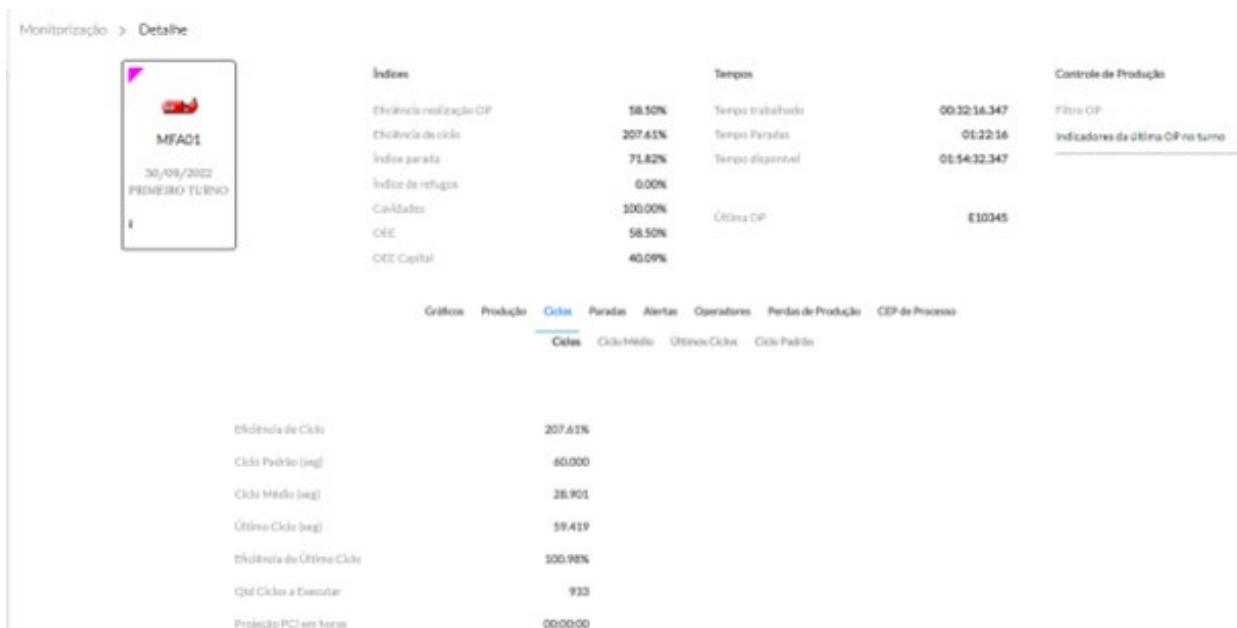 Monitorização > Detalhe
MFA01
30/09/2022
PRIMEIRO TURNO
Índices
Eficiência realização OP 58.50%
Eficiência de ciclo 207.61%
Índice parada 71.82%
Índice de refugos 0.00%
Cavidades 100.00%
OEE 58.50%
OEE Capital 40.09%
Tempos
Tempo trabalhado 00:32:16.347
Tempo Paradas 01:22:16
Tempo disponível 01:54:32.347
Última OP E10345
Controle de Produção
Filtro OP
Indicadores da última OP no turno
Gráficos Produção Ciclos Paradas Alertas Operadores Perdas de Produção CEP de Processo
Ciclos Ciclo Médio Últimos Ciclos Ciclo Padrão
Eficiência de Ciclo 207.61%
Ciclo Padrão (seg) 60.000
Ciclo Médio (seg) 28.901
Último Ciclo (seg) 59.419
Eficiência do Último Ciclo 100.98%
Qtd Ciclos a Executar 933
Projeção PCI em horas 00:00:00